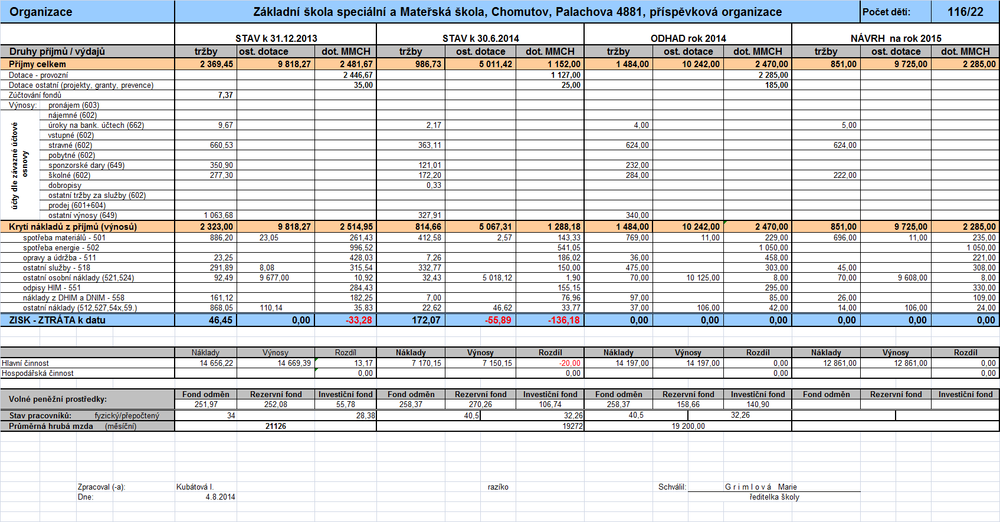 Organizace Základní škola speciální a Mateřská škola, Chomutov, Palachova 4881, příspěvková organizace Počet dětí: 116/22
STAV k 31.12.2013 STAV k 30.6.2014 ODHAD rok 2014 NÁVRH na rok 2015
Druhy příjmů / výdajů tržby ost. dotace dot. MMCH tržby ost. dotace dot. MMCH tržby ost. dotace dot. MMCH tržby ost. dotace dot. MMCH
Příjmy celkem 2 369,45 9 818,27 2 481,67 986,73 5 011,42 1 152,00 1 484,00 10 242,00 2 470,00 851,00 9 725,00 2 285,00
Dotace - provozní 2 446,67 1 127,00 2 285,00
Dotace ostatní (projekty, granty, prevence) 35,00 25,00 185,00
Zúčtování fondů 7,37
Výnosy: pronájem (603)
účty dle závazné účtové osnovy
nájemné (602)
úroky na bank. účtech (662) 9,67 2,17 4,00 5,00
vstupné (602)
stravné (602) 660,53 363,11 624,00 624,00
pobytné (602)
sponzorské dary (649) 350,90 121,01 232,00
školné (602) 277,30 172,20 284,00 222,00
dobropisy 0,33
ostatní tržby za služby (602)
prodej (601+604)
ostatní výnosy (649) 1 063,68 327,91 340,00
Krytí nákladů z příjmů (výnosů) 2 323,00 9 818,27 2 514,95 814,66 5 067,31 1 288,18 1 484,00 10 242,00 2 470,00 851,00 9 725,00 2 285,00
spotřeba materiálů - 501 886,20 23,05 261,43 412,58 2,57 143,33 769,00 11,00 229,00 696,00 11,00 235,00
spotřeba energie - 502 996,52 541,05 1 050,00 1 050,00
opravy a údržba - 511 23,25 428,03 7,26 186,02 36,00 458,00 221,00
ostatní služby - 518 291,89 8,08 315,54 332,77 150,00 475,00 303,00 45,00 308,00
ostatní osobní náklady (521,524) 92,49 9 677,00 10,92 32,43 5 018,12 1,90 70,00 10 125,00 8,00 70,00 9 608,00 8,00
odpisy HIM - 551 284,43 155,15 295,00 330,00
náklady z DHIM a DNIM - 558 161,12 182,25 7,00 76,96 97,00 85,00 26,00 109,00
ostatní náklady (512,527,54x,59.) 868,05 110,14 35,83 22,62 46,62 33,77 37,00 106,00 42,00 14,00 106,00 24,00
ZISK - ZTRÁTA k datu 46,45 0,00 -33,28 172,07 -55,89 -136,18 0,00 0,00 0,00 0,00 0,00 0,00
Náklady Výnosy Rozdíl Náklady Výnosy Rozdíl Náklady Výnosy Rozdíl Náklady Výnosy Rozdíl
Hlavní činnost 14 656,22 14 669,39 13,17 7 170,15 7 150,15 -20,00 14 197,00 14 197,00 0,00 12 861,00 12 861,00 0,00
Hospodářská činnost 0,00 0,00 0,00 0,00
Volné peněžní prostředky: Fond odměn Rezervní fond Investiční fond Fond odměn Rezervní fond Investiční fond Fond odměn Rezervní fond Investiční fond Fond odměn Rezervní fond Investiční fond
251,97 252,08 55,78 258,37 270,26 106,74 258,37 158,66 140,90
Stav pracovníků: fyzický/přepočtený 34 28,38 40,5 32,26 40,5 32,26
Průměrná hrubá mzda (měsíční) 21126 19272 19 200,00
Zpracoval (-a): Kubátová I. razíko Schválil: G r i m l o v á Marie
Dne: 4.8.2014 ředitelka školy